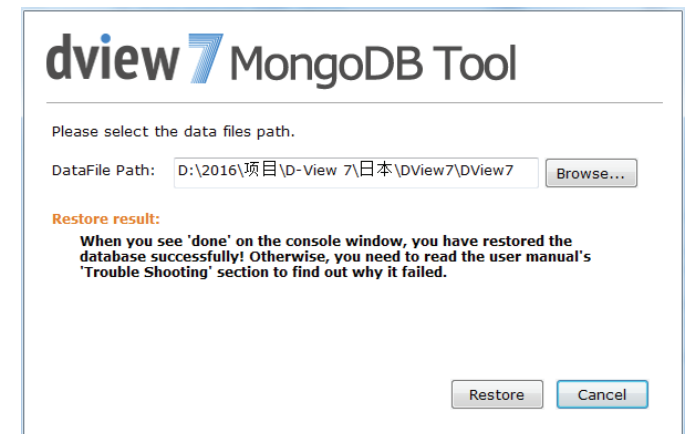 dview 7 MongoDB Tool
Please select the data files path.
DataFile Path: D:\2016\项目\D-View 7\日本\DView7\DView7 Browse...
Restore result:
When you see 'done' on the console window, you have restored the
database successfully! Otherwise, you need to read the user manual's
'Trouble Shooting' section to find out why it failed.
Restore Cancel